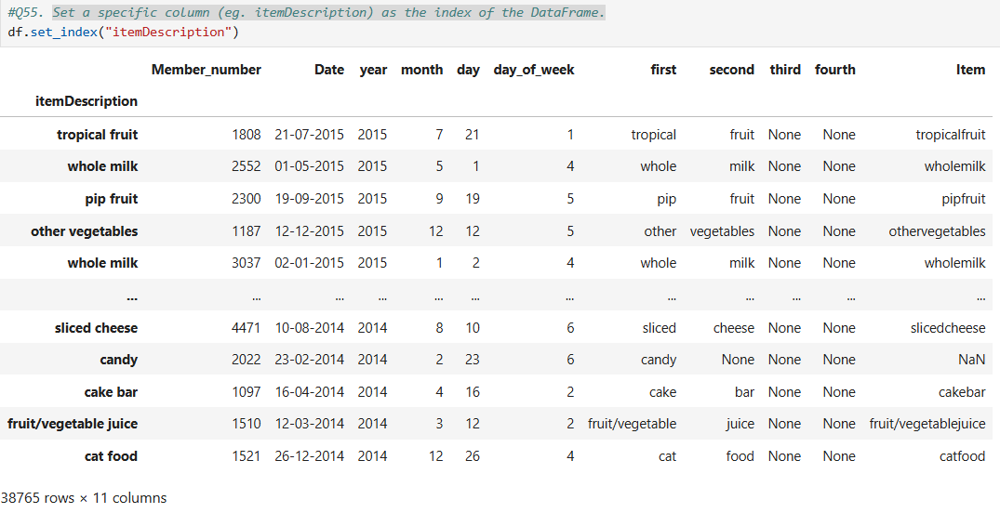 #Q55. Set a specific column (eg. itemDescription) as the index of the DataFrame.
df.set_index("itemDescription")
Member_number Date year month day day_of_week first second third fourth Item
itemDescription
tropical fruit 1808 21-07-2015 2015 7 21 1 tropical fruit None None tropicalfruit
whole milk 2552 01-05-2015 2015 5 1 4 whole milk None None wholemilk
pip fruit 2300 19-09-2015 2015 9 19 5 pip fruit None None pipfruit
other vegetables 1187 12-12-2015 2015 12 12 5 other vegetables None None othervegetables
whole milk 3037 02-01-2015 2015 1 2 4 whole milk None None wholemilk
... ... ... ... ... ... ... ... ... ... ... ...
sliced cheese 4471 10-08-2014 2014 8 10 6 sliced cheese None None slicedcheese
candy 2022 23-02-2014 2014 2 23 6 candy None None None NaN
cake bar 1097 16-04-2014 2014 4 16 2 cake bar None None cakebar
fruit/vegetable juice 1510 12-03-2014 2014 3 12 2 fruit/vegetable juice None None fruit/vegetablejuice
cat food 1521 26-12-2014 2014 12 26 4 cat food None None catfood
38765 rows × 11 columns